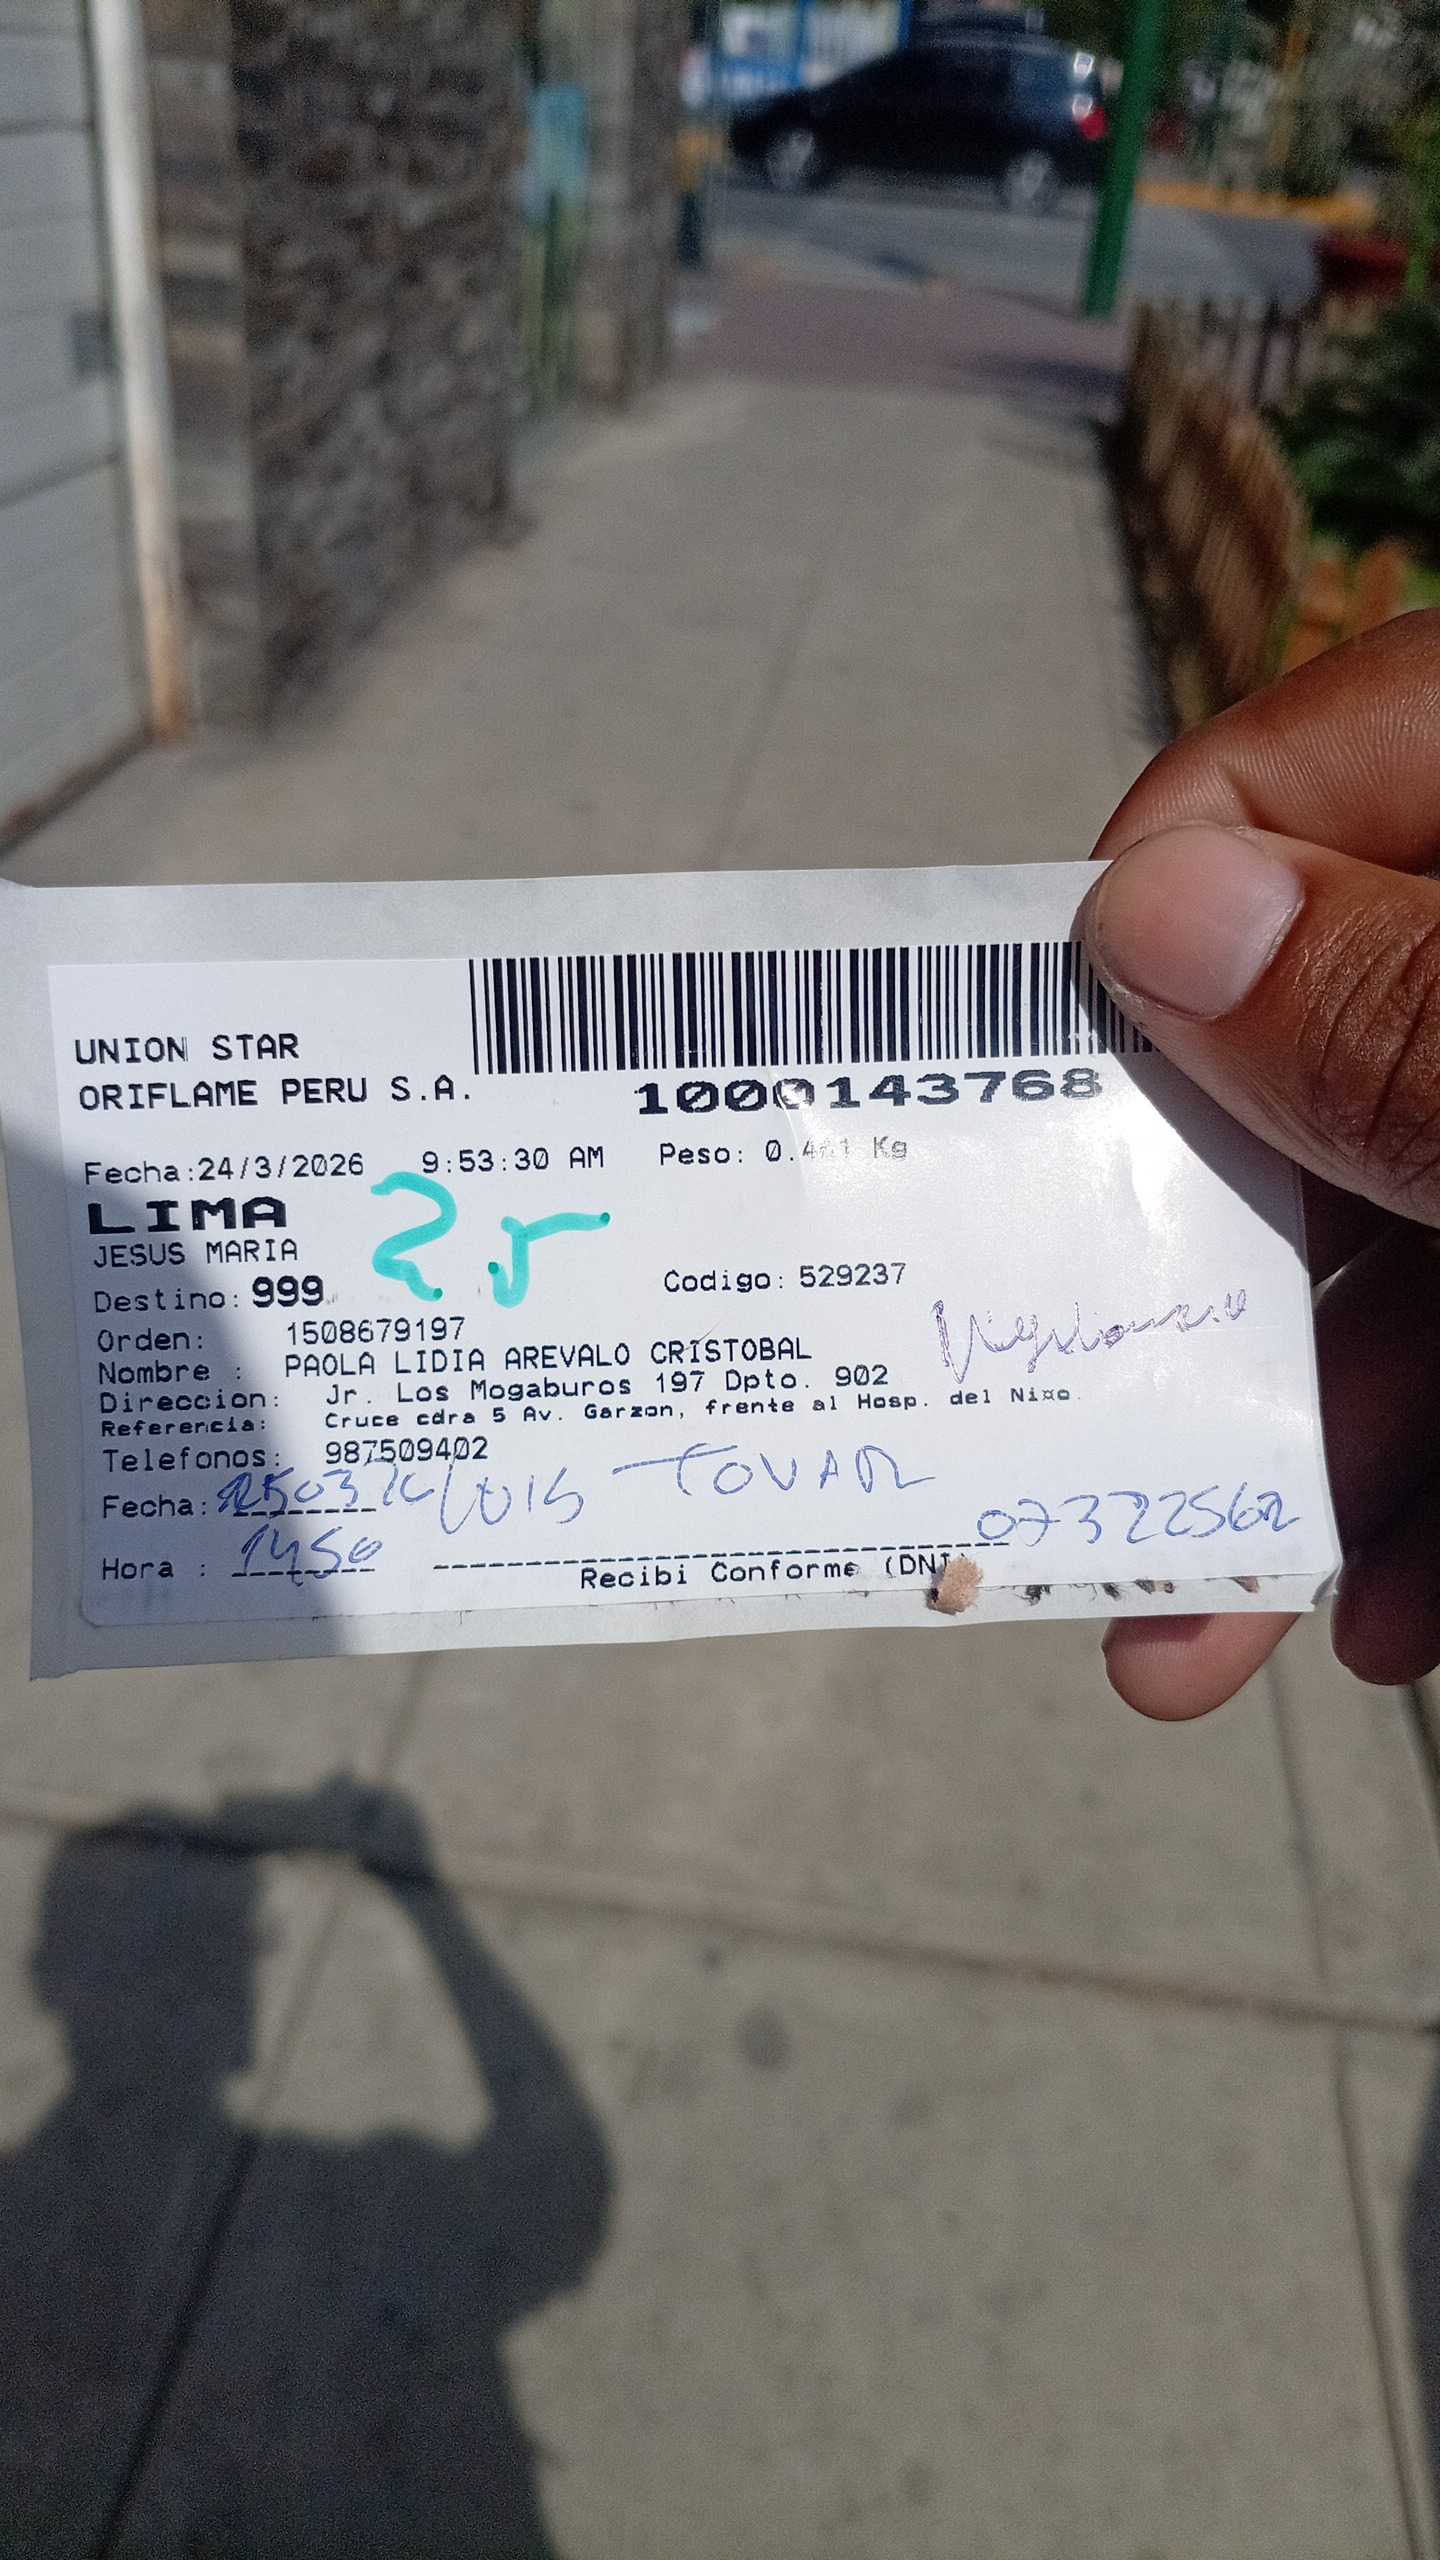 UNION STAR
ORIFLAME PERU S.A.
1000143768
Fecha:24/3/2026 9:53:30 AM Peso: 0. Kg
LIMA
JESUS MARIA
25
Destino: 999
Codigo: 529237
Orden: 1508679197
Nombre : PAOLA LIDIA AREVALO CRISTOBAL
Direccion: Jr. Los Mogaburos 197 Dpto. 902
Referencia: Cruce cdra 5 Av. Garzon, frente al Hosp. del Ni¤o.
Telefonos: 987509402
Fecha: LUIS TOVAR
07322562
Hora : 1450
Recibi Conforme (DNI)